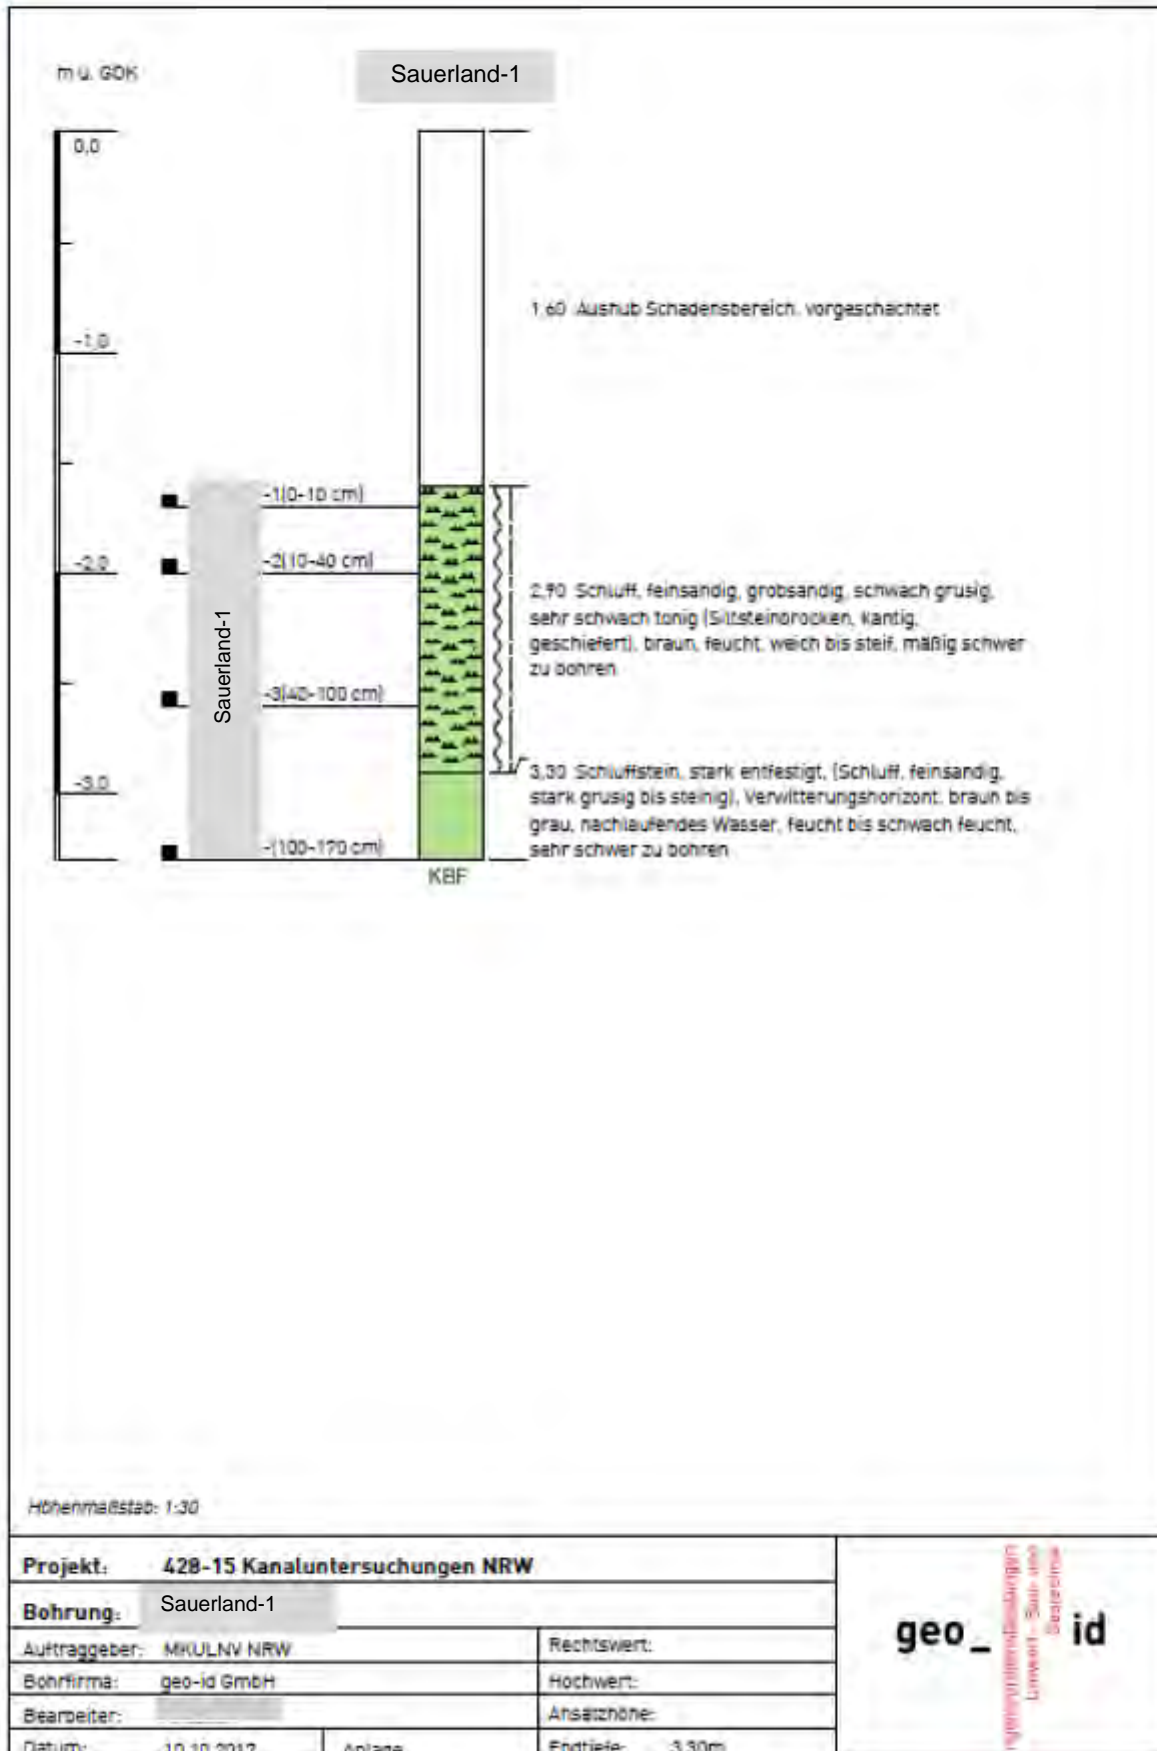 m ü. GOK
Sauerland-1
0,0
-1,0
1,60 Aushub Schadensbereich, vorgeschachtet
-1(0-10 cm)
-2,0
-2(10-40 cm)
2,90 Schluff, feinsandig, grobsandig, schwach grusig,
sehr schwach tonig (Siltsteinbrocken, kantig,
geschiefert), braun, feucht, weich bis steif, mäßig schwer
zu bohren
Sauerland-1
-3(40-100 cm)
-3,0
3,30 Schluffstein, stark entfestigt, (Schluff, feinsandig,
stark grusig bis steinig), Verwitterungshorizont, braun bis
grau, nachlaufendes Wasser, feucht bis schwach feucht,
sehr schwer zu bohren
-(100-170 cm)
KBF
Höhenmaßstab: 1:30
Projekt: 428-15 Kanaluntersuchungen NRW
Bohrung: Sauerland-1
Auftraggeber: MKULNV NRW
Rechtswert:
Bohrfirma: geo-id GmbH
Hochwert:
Bearbeiter:
Ansatzhöhe:
Datum: 10.10.2017
Anlage
Endtiefe: 3,30m
geo_ id